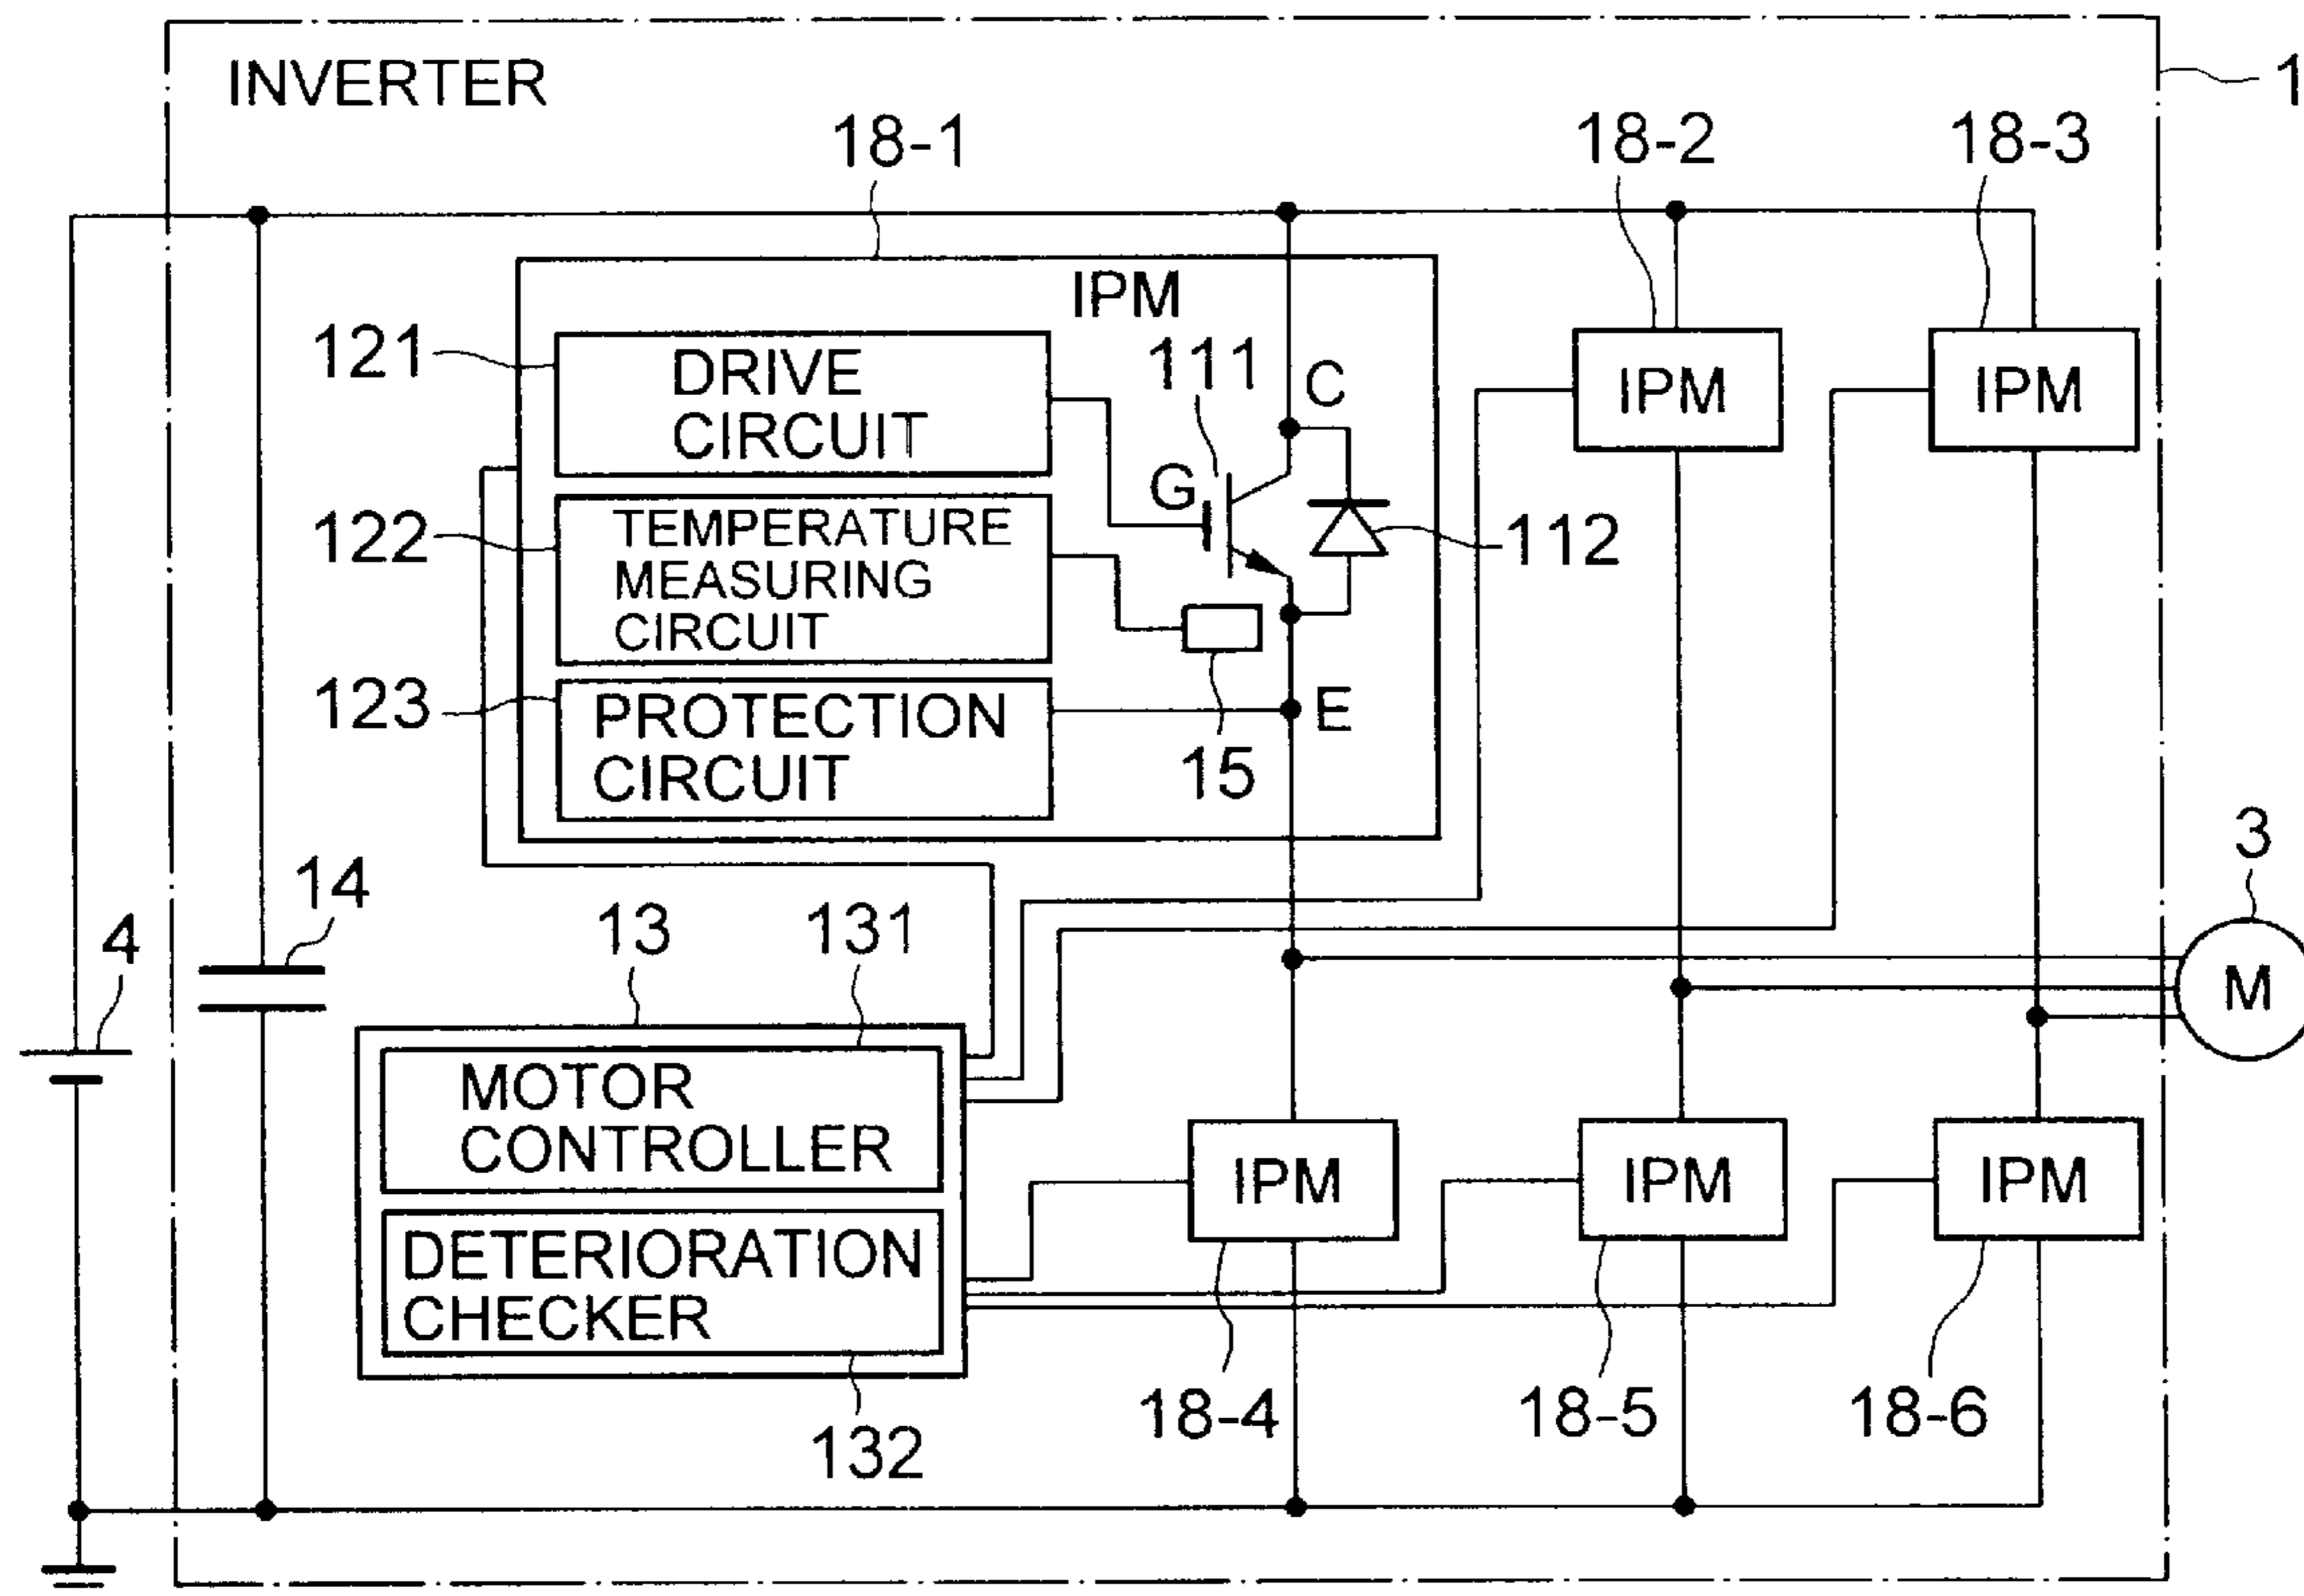 INVERTER
1
18-1
18-2
18-3
IPM
121
DRIVE
CIRCUIT
111
C
G
IPM
IPM
122
TEMPERATURE
MEASURING
CIRCUIT
112
123
PROTECTION
CIRCUIT
E
15
3
M
14
4
13
131
MOTOR
CONTROLLER
IPM
IPM
IPM
DETERIORATION
CHECKER
132
18-4
18-5
18-6